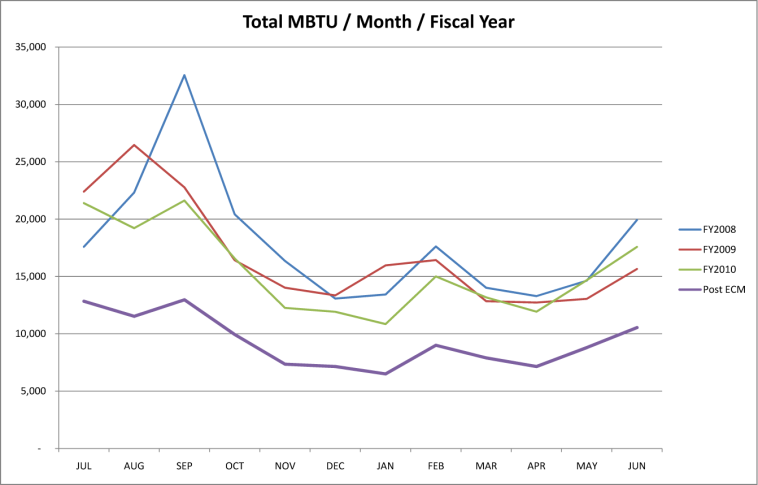 Total MBTU / Month / Fiscal Year
35,000
30,000
25,000
20,000
15,000
10,000
5,000
-
JUL AUG SEP OCT NOV DEC JAN FEB MAR APR MAY JUN
FY2008
FY2009
FY2010
Post ECM